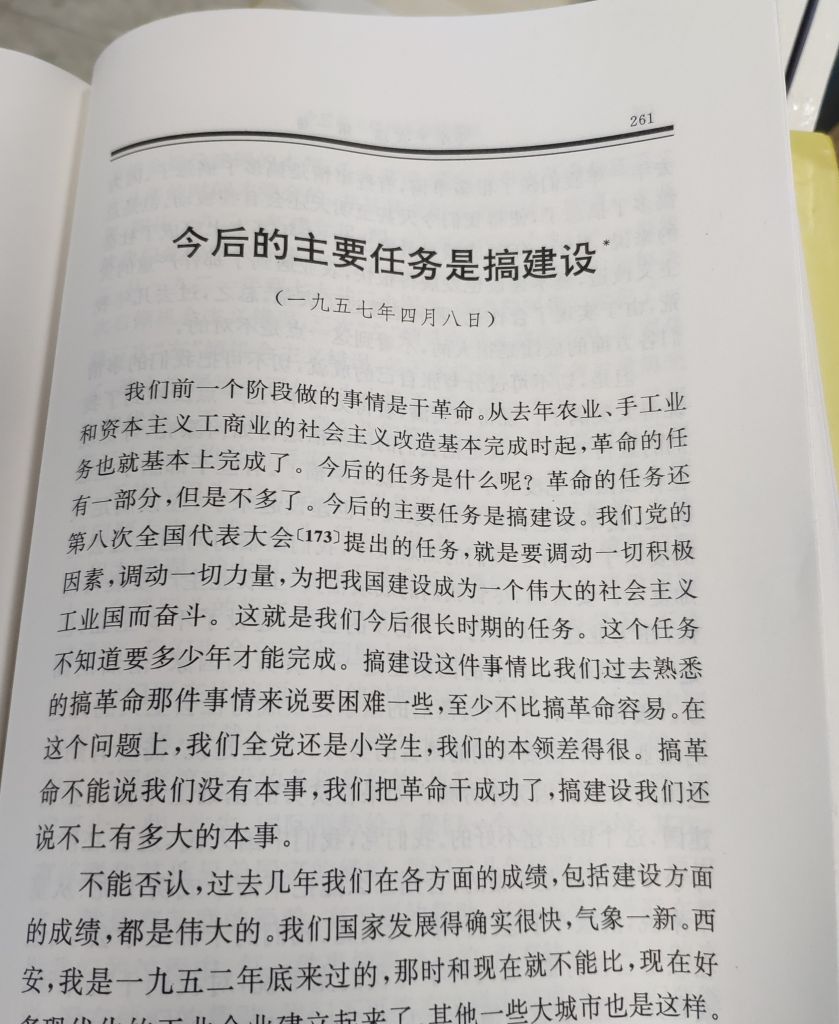 261
今后的主要任务是搞建设*
（一九五七年四月八日）
我们前一个阶段做的事情是干革命。从去年农业、手工业
和资本主义工商业的社会主义改造基本完成时起，革命的任
务也就基本上完成了。今后的任务是什么呢？革命的任务还
有一部分，但是不多了。今后的主要任务是搞建设。我们党的
第八次全国代表大会〔173〕提出的任务，就是要调动一切积极
因素，调动一切力量，为把我国建设成为一个伟大的社会主义
工业国而奋斗。这就是我们今后很长时期的任务。这个任务
不知道要多少年才能完成。搞建设这件事情比我们过去熟悉
的搞革命那件事情来说要困难一些，至少不比搞革命容易。在
这个问题上，我们全党还是小学生，我们的本领差得很。搞革
命不能说我们没有本事，我们把革命干成功了，搞建设我们还
说不上有多大的本事。
不能否认，过去几年我们在各方面的成绩，包括建设方面
的成绩，都是伟大的。我们国家发展得确实很快，气象一新。西
安，我是一九五二年底来过的，那时和现在就不能比，现在好
多现代化的工业企业建立起来了，其他一些大城市也是这样。